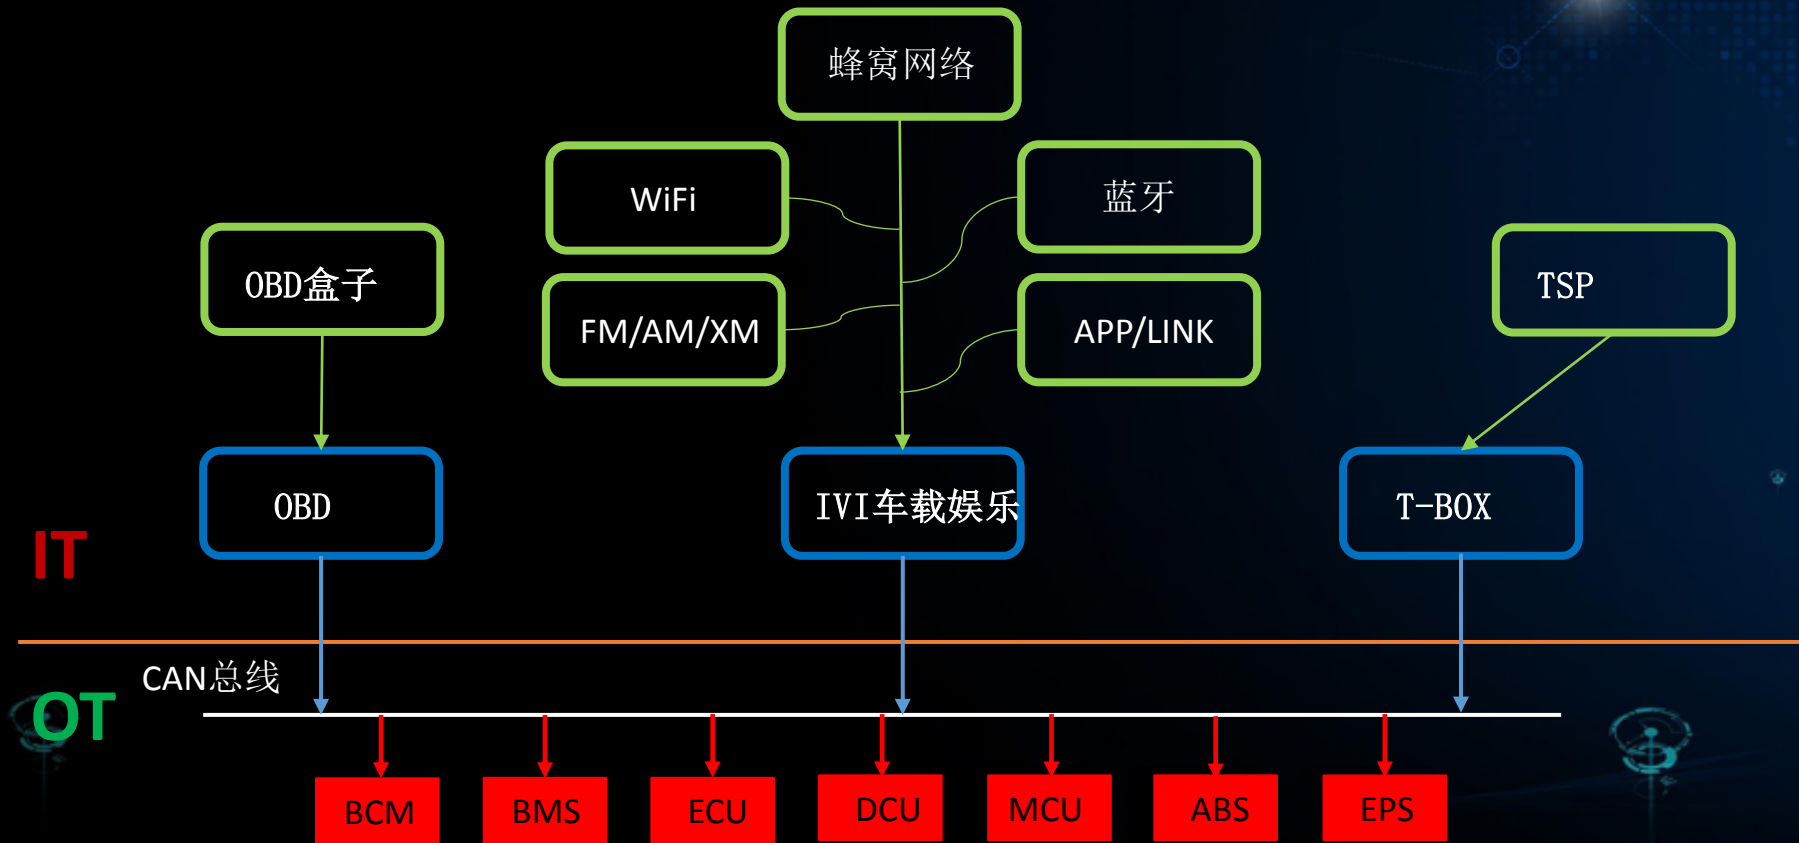 蜂窝网络
WiFi
蓝牙
OBD盒子
TSP
FM/AM/XM
APP/LINK
OBD
IVI车载娱乐
T-BOX
IT
CAN总线
OT
BCM
BMS
ECU
DCU
MCU
ABS
EPS